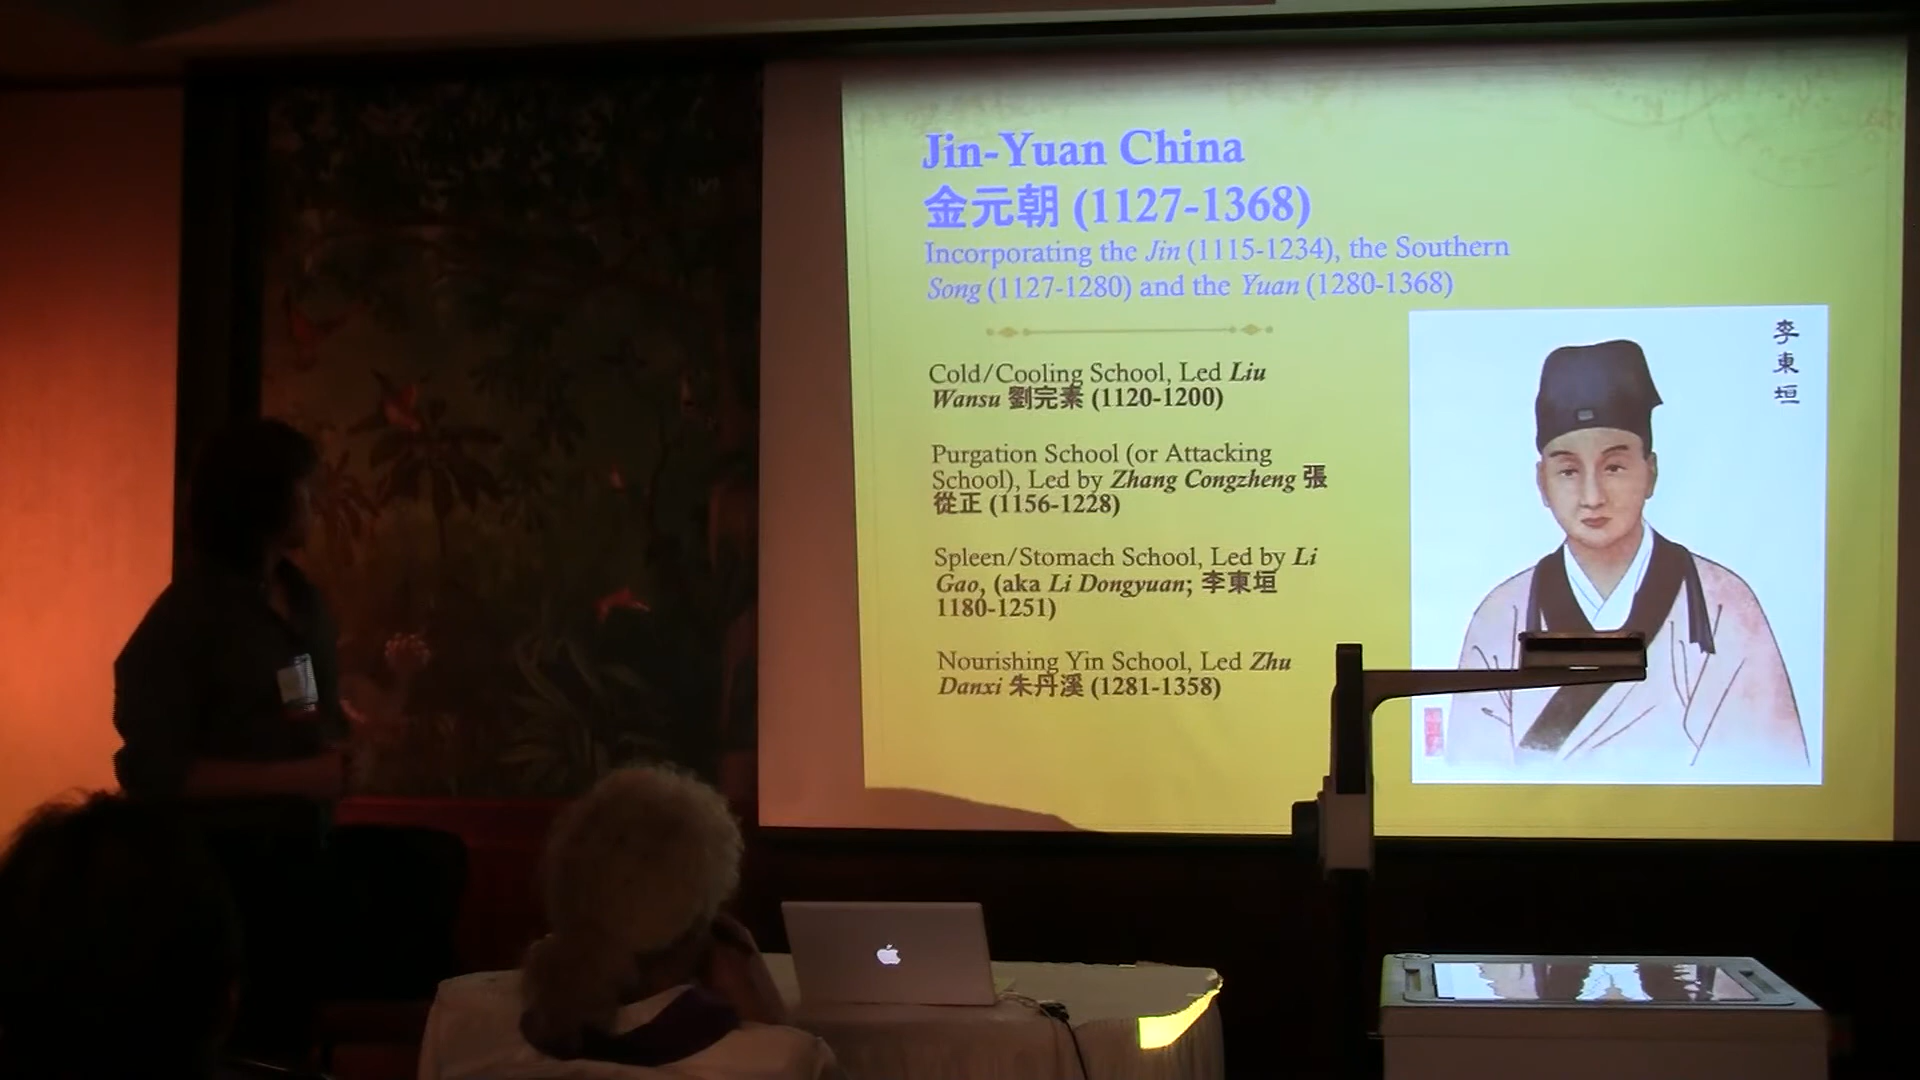 Jin-Yuan China
金元朝 (1127-1368)
Incorporating the Jin (1115-1234), the Southern
Song (1127-1280) and the Yuan (1280-1368)
Cold/Cooling School, Led Liu
Wansu 劉完素 (1120-1200)
Purgation School (or Attacking
School), Led by Zhang Congzheng 張
從正 (1156-1228)
Spleen/Stomach School, Led by Li
Gao, (aka Li Dongyuan; 李東垣
1180-1251)
Nourishing Yin School, Led Zhu
Danxi 朱丹溪 (1281-1358)
李東垣